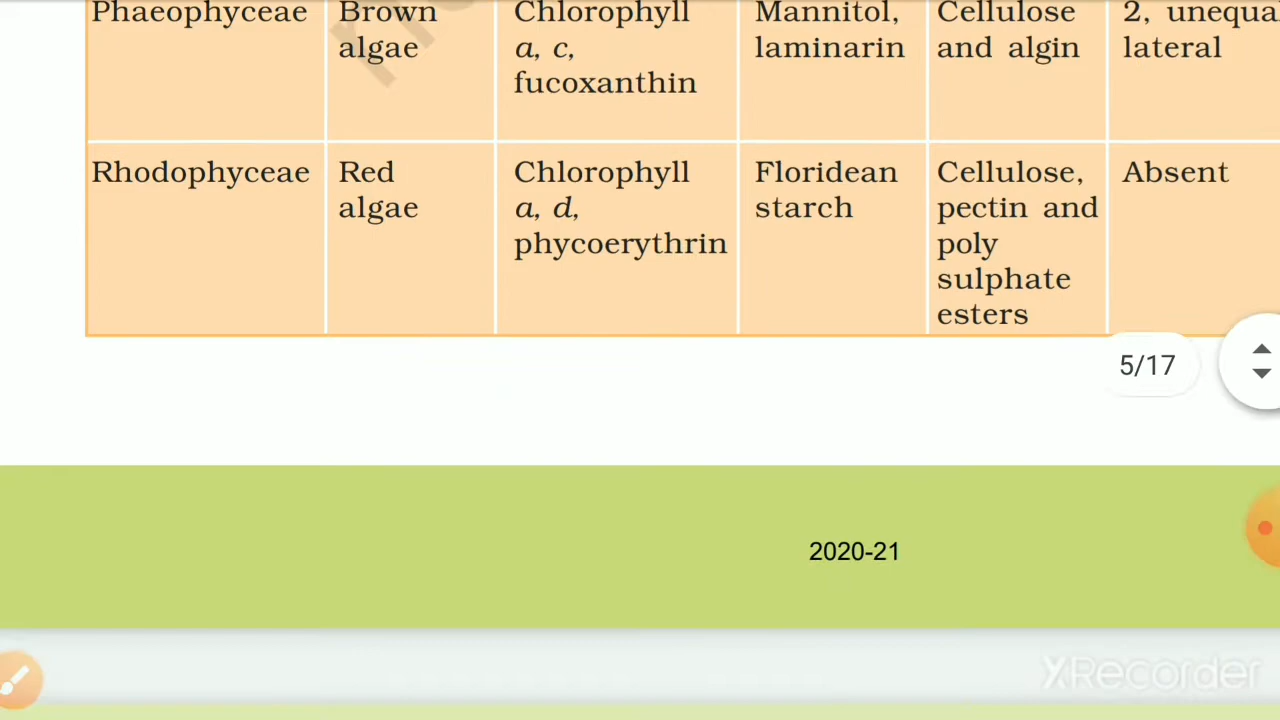 Phaeophyceae
Brown
algae
Chlorophyll
a, c,
fucoxanthin
Mannitol,
laminarin
Cellulose
and algin
2, unequa
lateral
Rhodophyceae
Red
algae
Chlorophyll
a, d,
phycoerythrin
Floridean
starch
Cellulose,
pectin and
poly
sulphate
esters
Absent
5/17
2020-21
XRecorder